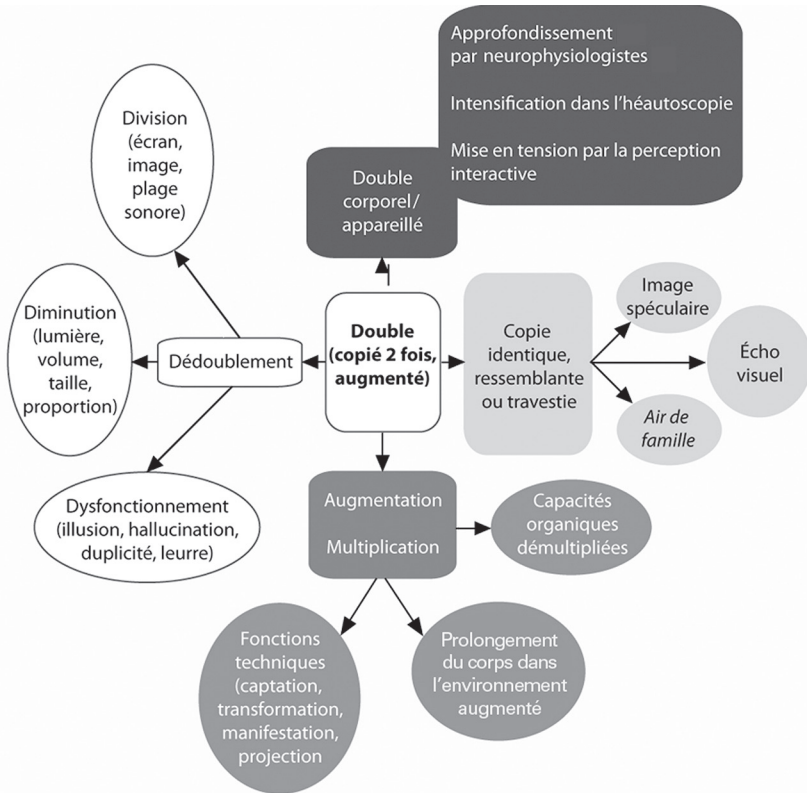 Approfondissement
par neurophysiologistes
Intensification dans l'héautoscopie
Mise en tension par la perception
interactive
Double
corporel/
appareillé
Division
(écran,
image,
plage
sonore)
Diminution
(lumière,
volume,
taille,
proportion)
Dédoublement
Double
(copié 2 fois,
augmenté)
Copie
identique,
ressemblante
ou travestie
Image
spéculaire
Écho
visuel
Air de
famille
Dysfonctionnement
(illusion, hallucination,
duplicité, leurre)
Augmentation
Multiplication
Capacités
organiques
démultipliées
Fonctions
techniques
(captation,
transformation,
manifestation,
projection
Prolongement
du corps dans
l'environnement
augmenté